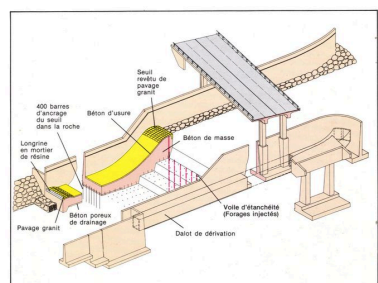 Seuil
revêtu de
pavage
granit
400 barres
d'ancrage
du seuil
dans la roche
Béton d'usure
Longrine
en mortier
de résine
Béton de masse
Voile d'étanchéité
(Forages injectés)
Béton poreux
de drainage
Pavage granit
Dalot de dérivation